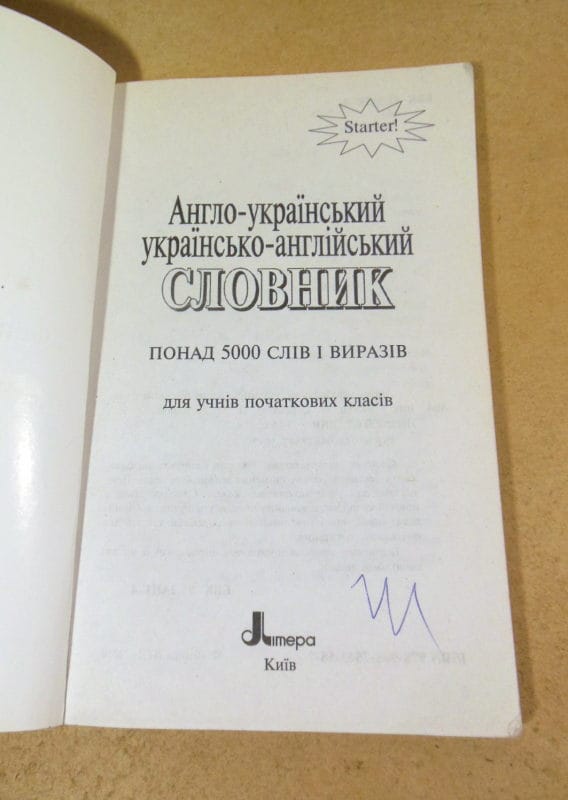 Starter!
Англо-український
українсько-англійський
СЛОВНИК
ПОНАД 5000 СЛІВ І ВИРАЗІВ
для учнів початкових класів
Літера
Київ